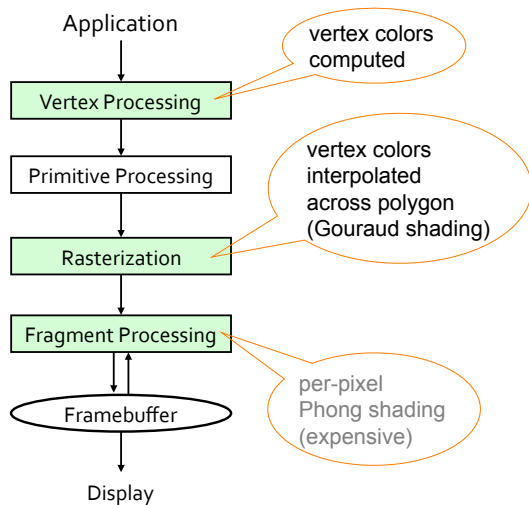 Application
vertex colors
computed
Vertex Processing
Primitive Processing
vertex colors
interpolated
across polygon
(Gouraud shading)
Rasterization
Fragment Processing
per-pixel
Phong shading
(expensive)
Framebuffer
Display